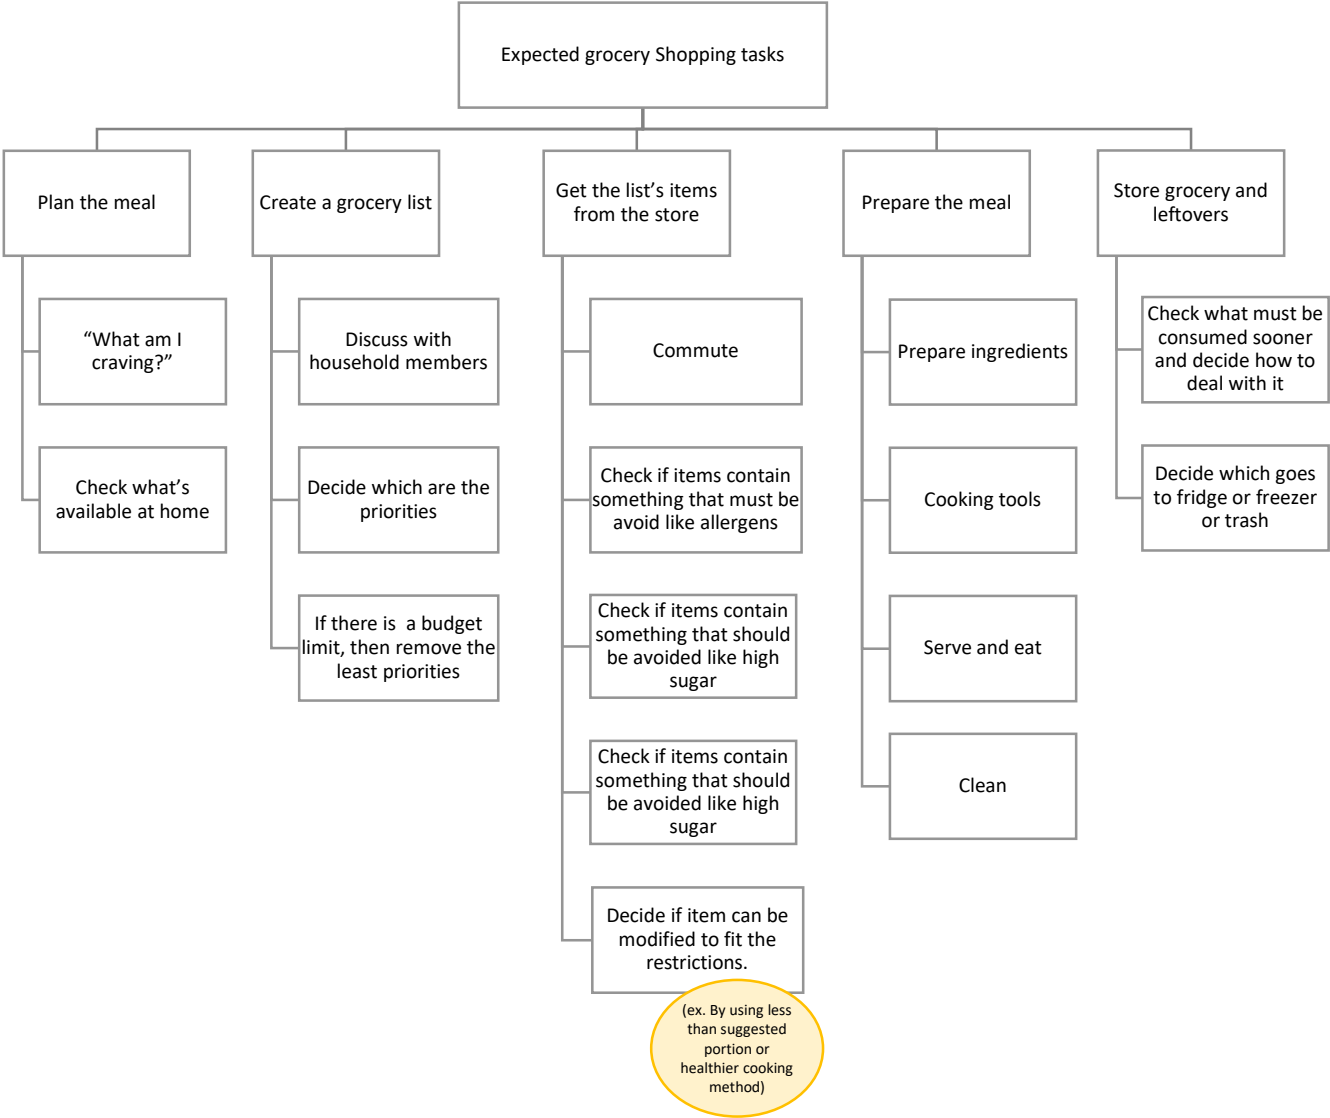 Expected grocery Shopping tasks
Plan the meal
“What am I
craving?”
Check what’s
available at home
Create a grocery list
Discuss with
household members
Decide which are the
priorities
If there is  a budget
limit, then remove the
least priorities
Get the list’s items
from the store
Commute
Check if items contain
something that must be
avoid like allergens
Check if items contain
something that should
be avoided like high
sugar
Check if items contain
something that should
be avoided like high
sugar
Decide if item can be
modified to fit the
restrictions.
(ex. By using less
than suggested
portion or
healthier cooking
method)
Prepare the meal
Prepare ingredients
Cooking tools
Serve and eat
Clean
Store grocery and
leftovers
Check what must be
consumed sooner
and decide how to
deal with it
Decide which goes
to fridge or freezer
or trash